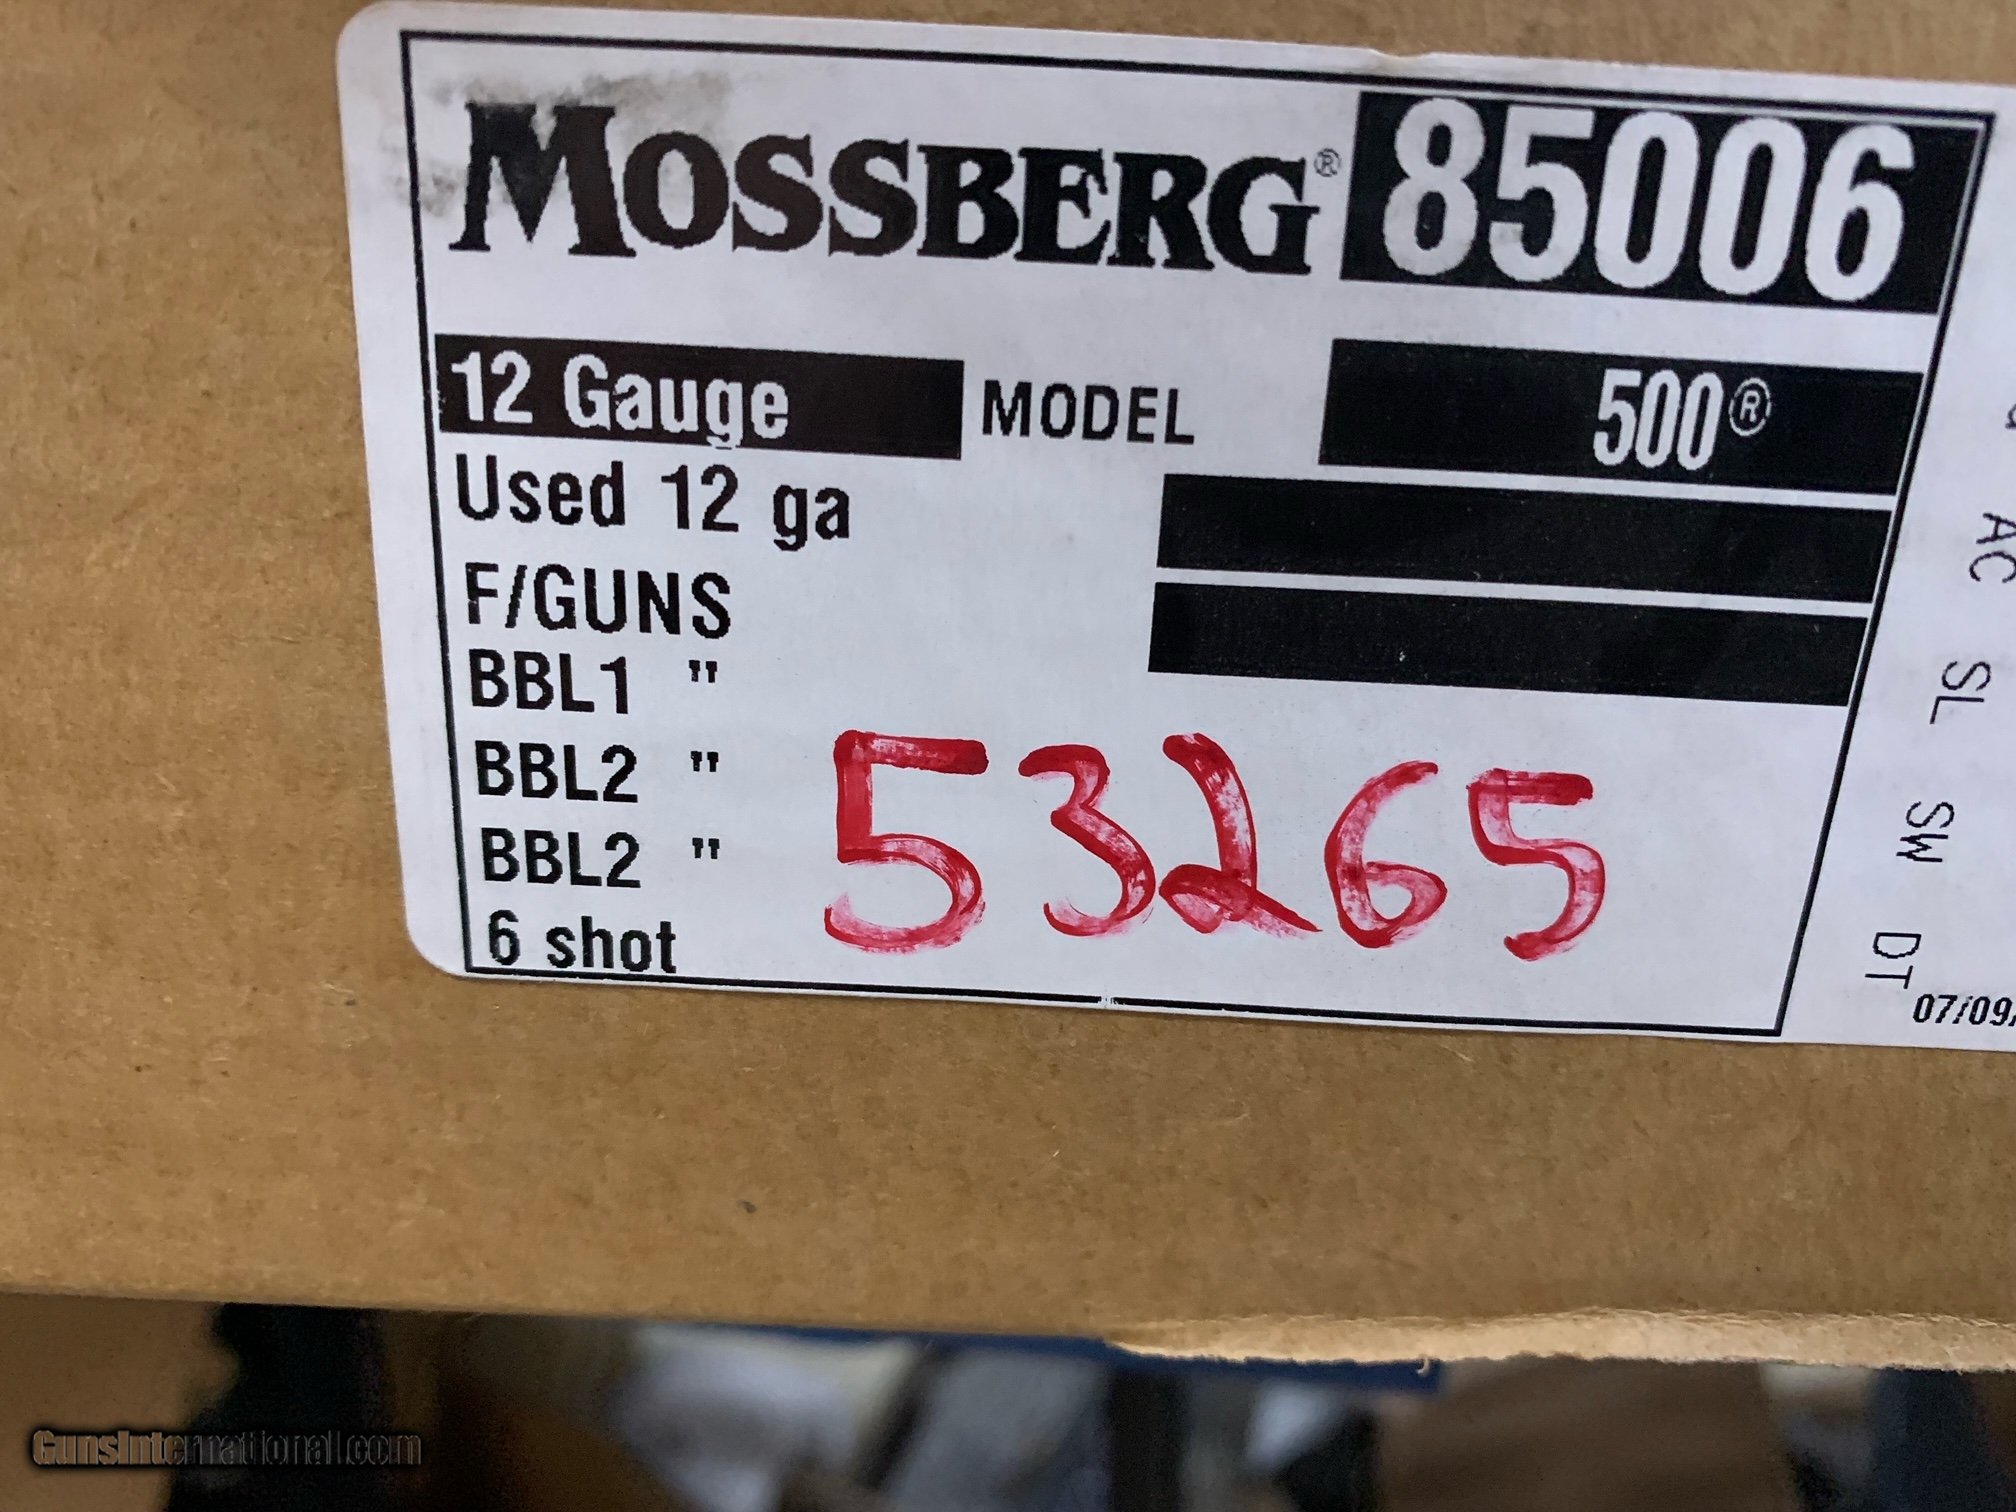 MOSSBERG® 85006
12 Gauge MODEL 500®
Used 12 ga
F/GUNS
BBL1 "
BBL2 "
BBL2 "
6 shot
53265
AC SL SW DT
07/09/
GunsInternational.com